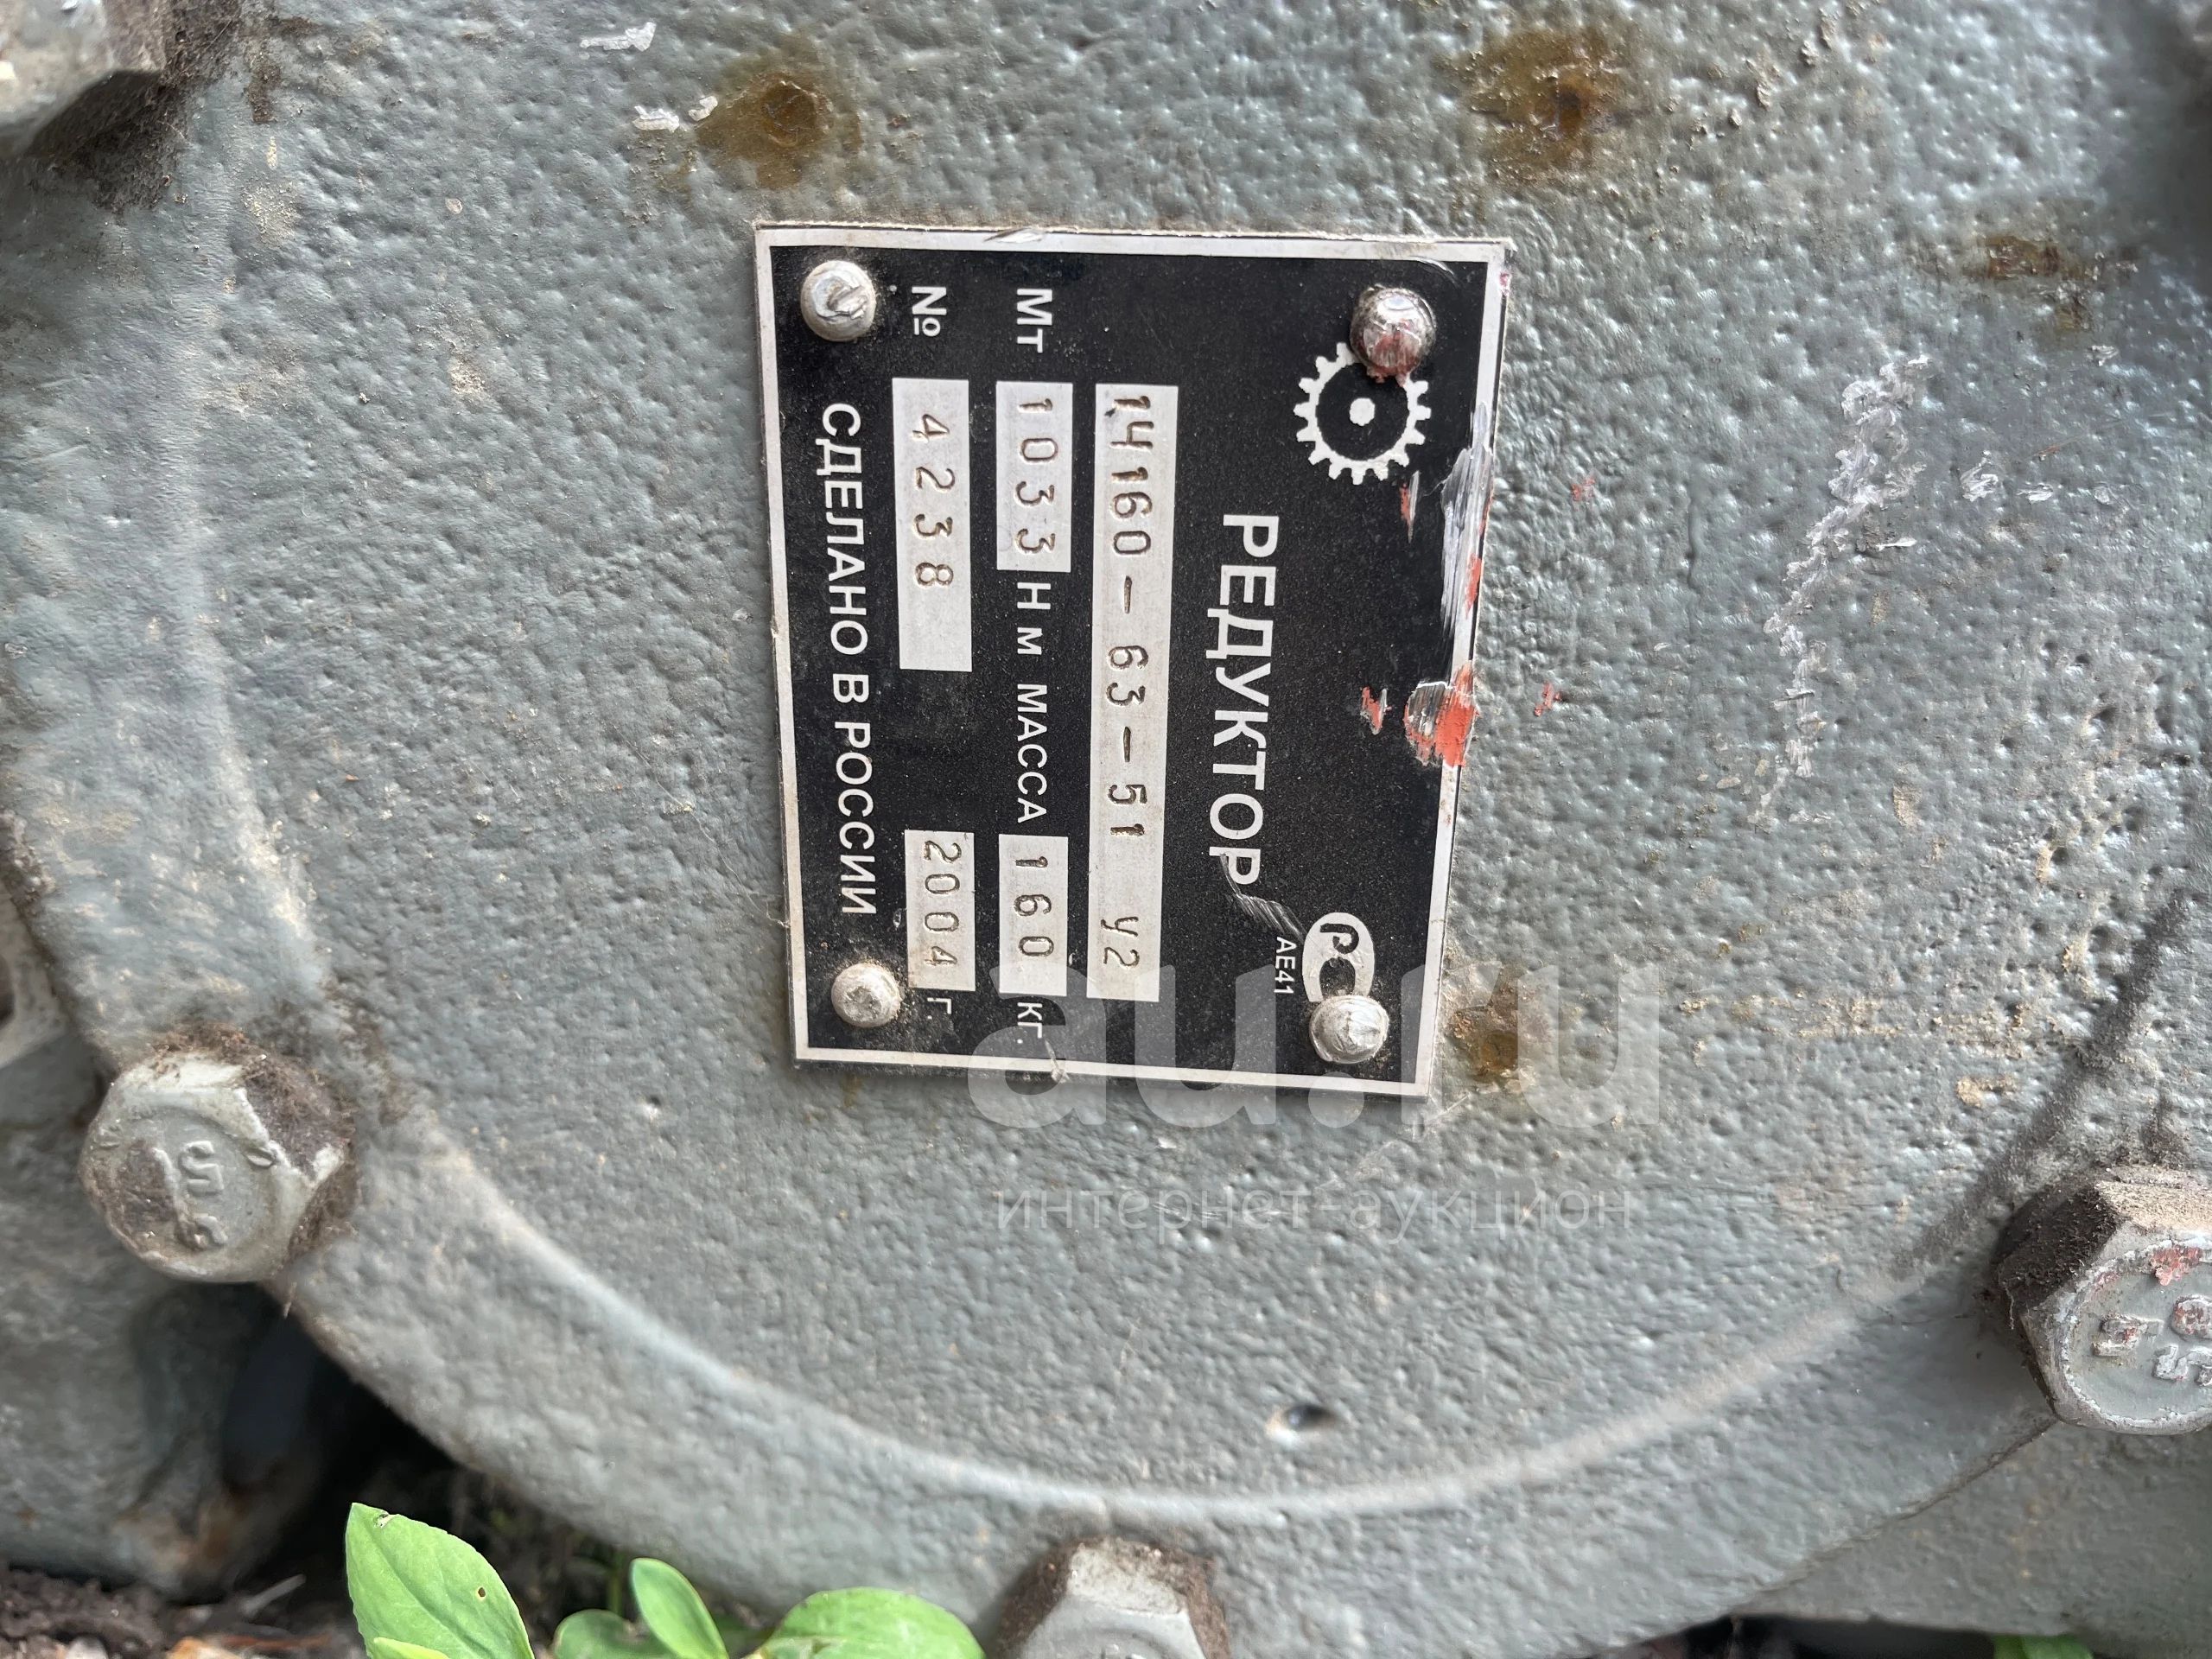 РЕДУКТОР
АЕ41
1Ч160-63-51 У2
Мт 1033 Нм МАССА 160 КГ.
№ 4238 2004 Г.
СДЕЛАНО В РОССИИ
au.ru
интернет-аукцион